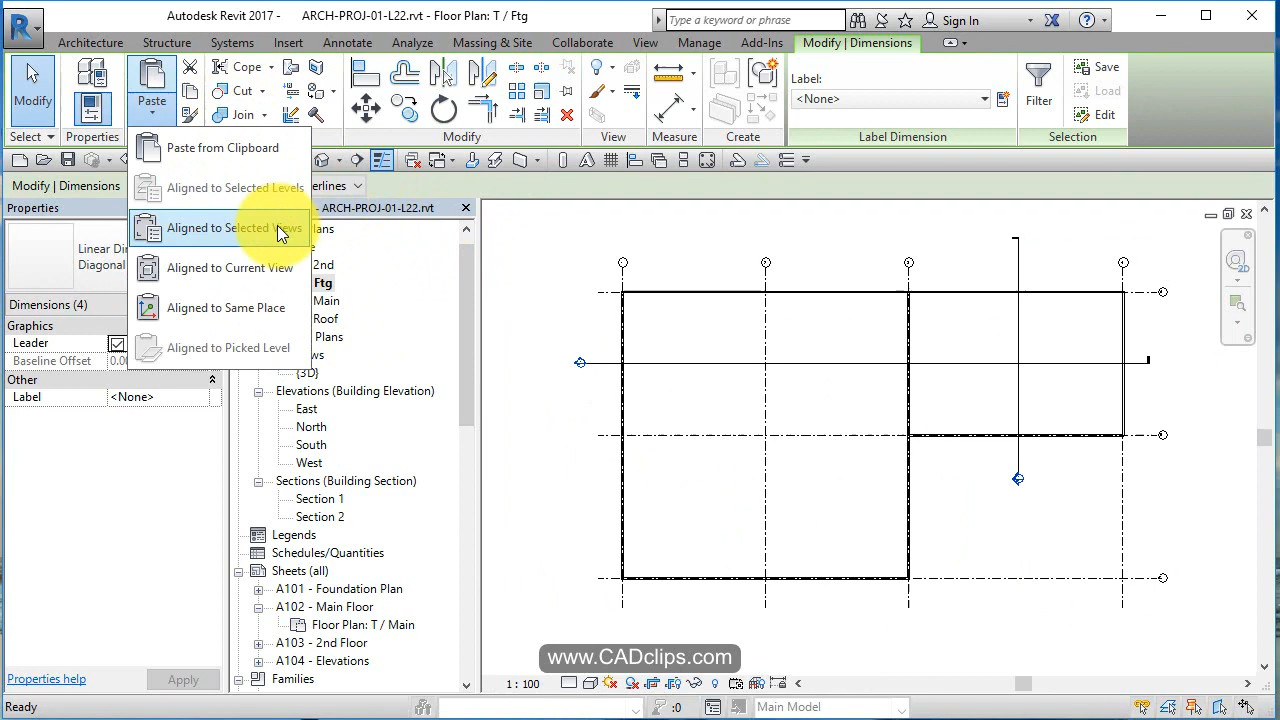 Autodesk Revit 2017 - ARCH-PROJ-01-L22.rvt - Floor Plan: T / Ftg
Type a keyword or phrase
Sign In
R
Architecture Structure Systems Insert Annotate Analyze Massing & Site Collaborate View Manage Add-Ins Modify | Dimensions
Modify
Paste
Cope
Cut
Join
Label:
<None>
Filter
Save
Load
Edit
Select Properties Modify View Measure Create Label Dimension Selection
Modify | Dimensions
Properties
ARCH-PROJ-01-L22.rvt
Paste from Clipboard
Aligned to Selected Levels
Aligned to Selected Views
Aligned to Current View
Aligned to Same Place
Aligned to Picked Level
Diagonal
Dimensions (4)
Graphics
Leader
Baseline Offset
Other
Label <None>
2nd
Ftg
Main
Roof
Plans
{3D}
Elevations (Building Elevation)
East
North
South
West
Sections (Building Section)
Section 1
Section 2
Legends
Schedules/Quantities
Sheets (all)
A101 - Foundation Plan
A102 - Main Floor
Floor Plan: T / Main
A103 - 2nd Floor
A104 - Elevations
Families
2D
www.CADclips.com
Properties help
Apply
1 : 100
Ready
:0
Main Model